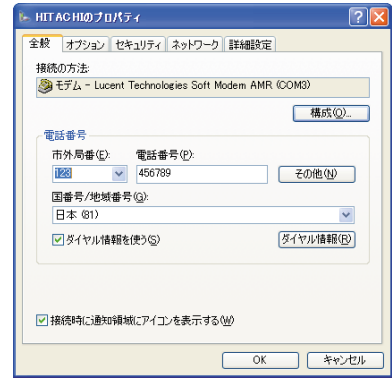 HITACHIのプロパティ
全般 オプション セキュリティ ネットワーク 詳細設定
接続の方法:
モデム - Lucent Technologies Soft Modem AMR (COM3)
構成(O)...
電話番号
市外局番(E): 電話番号(P):
123 456789 その他(N)
国番号/地域番号(G):
日本 (81)
ダイヤル情報を使う(S) ダイヤル情報(R)
接続時に通知領域にアイコンを表示する(W)
OK キャンセル